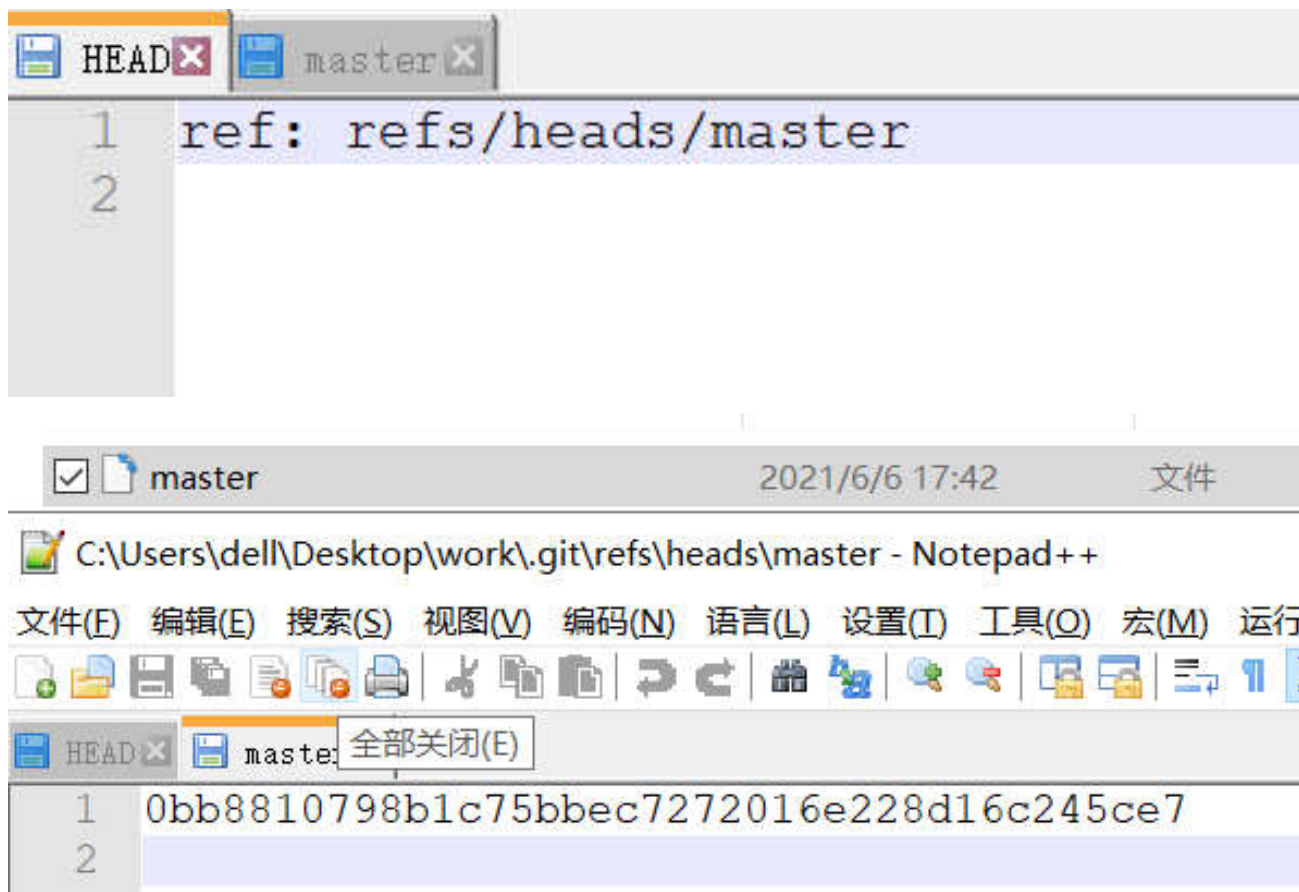 HEAD master
1 ref: refs/heads/master
2
master 2021/6/6 17:42 文件
C:\Users\dell\Desktop\work\.git\refs\heads\master - Notepad++
文件(F) 编辑(E) 搜索(S) 视图(V) 编码(N) 语言(L) 设置(T) 工具(O) 宏(M) 运行
HEAD 全部关闭(E)
1 0bb8810798b1c75bbec7272016e228d16c245ce7
2